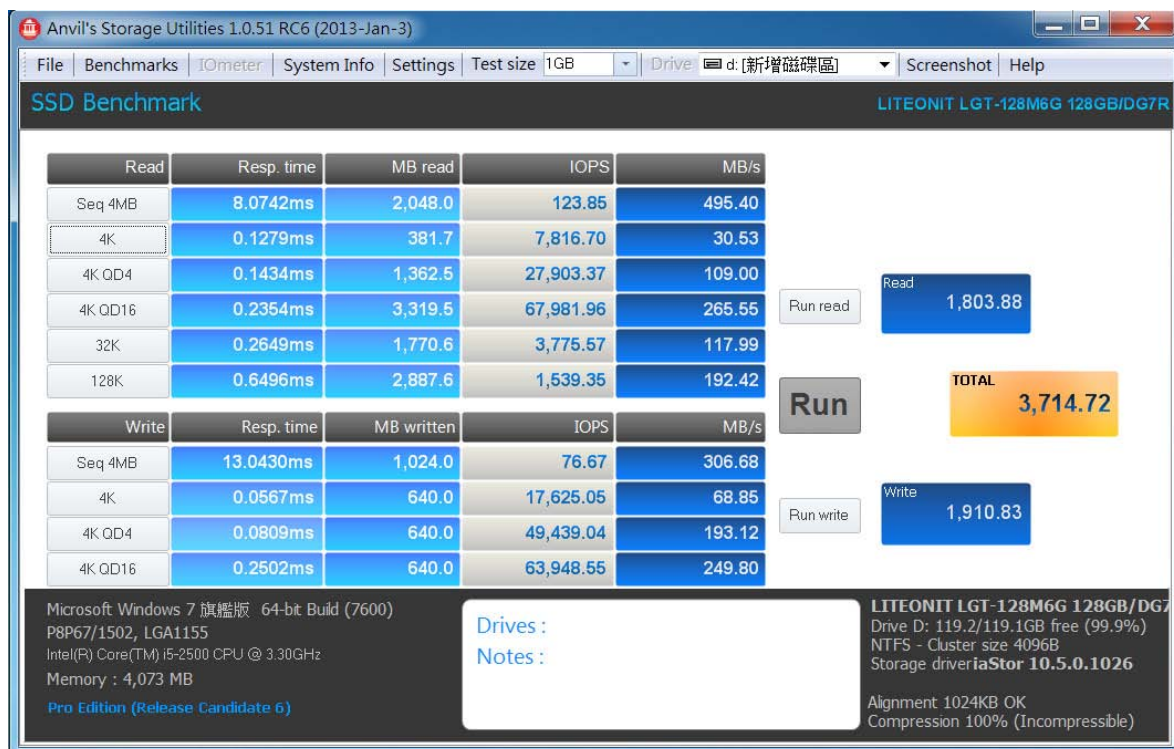 Anvil's Storage Utilities 1.0.51 RC6 (2013-Jan-3)
File Benchmarks IOmeter System Info Settings Test size 1GB Drive d: [新增磁碟區] Screenshot Help
SSD Benchmark LITEONIT LGT-128M6G 128GB/DG7R
Read Resp. time MB read IOPS MB/s
Seq 4MB 8.0742ms 2,048.0 123.85 495.40
4K 0.1279ms 381.7 7,816.70 30.53
4K QD4 0.1434ms 1,362.5 27,903.37 109.00
4K QD16 0.2354ms 3,319.5 67,981.96 265.55
32K 0.2649ms 1,770.6 3,775.57 117.99
128K 0.6496ms 2,887.6 1,539.35 192.42
Run read
Read
1,803.88
Run
TOTAL
3,714.72
Write Resp. time MB written IOPS MB/s
Seq 4MB 13.0430ms 1,024.0 76.67 306.68
4K 0.0567ms 640.0 17,625.05 68.85
4K QD4 0.0809ms 640.0 49,439.04 193.12
4K QD16 0.2502ms 640.0 63,948.55 249.80
Run write
Write
1,910.83
Microsoft Windows 7 旗艦版 64-bit Build (7600)
P8P67/1502, LGA1155
Intel(R) Core(TM) i5-2500 CPU @ 3.30GHz
Memory : 4,073 MB
Pro Edition (Release Candidate 6)
Drives :
Notes :
LITEONIT LGT-128M6G 128GB/DG7
Drive D: 119.2/119.1GB free (99.9%)
NTFS - Cluster size 4096B
Storage driveriaStor 10.5.0.1026
Alignment 1024KB OK
Compression 100% (Incompressible)